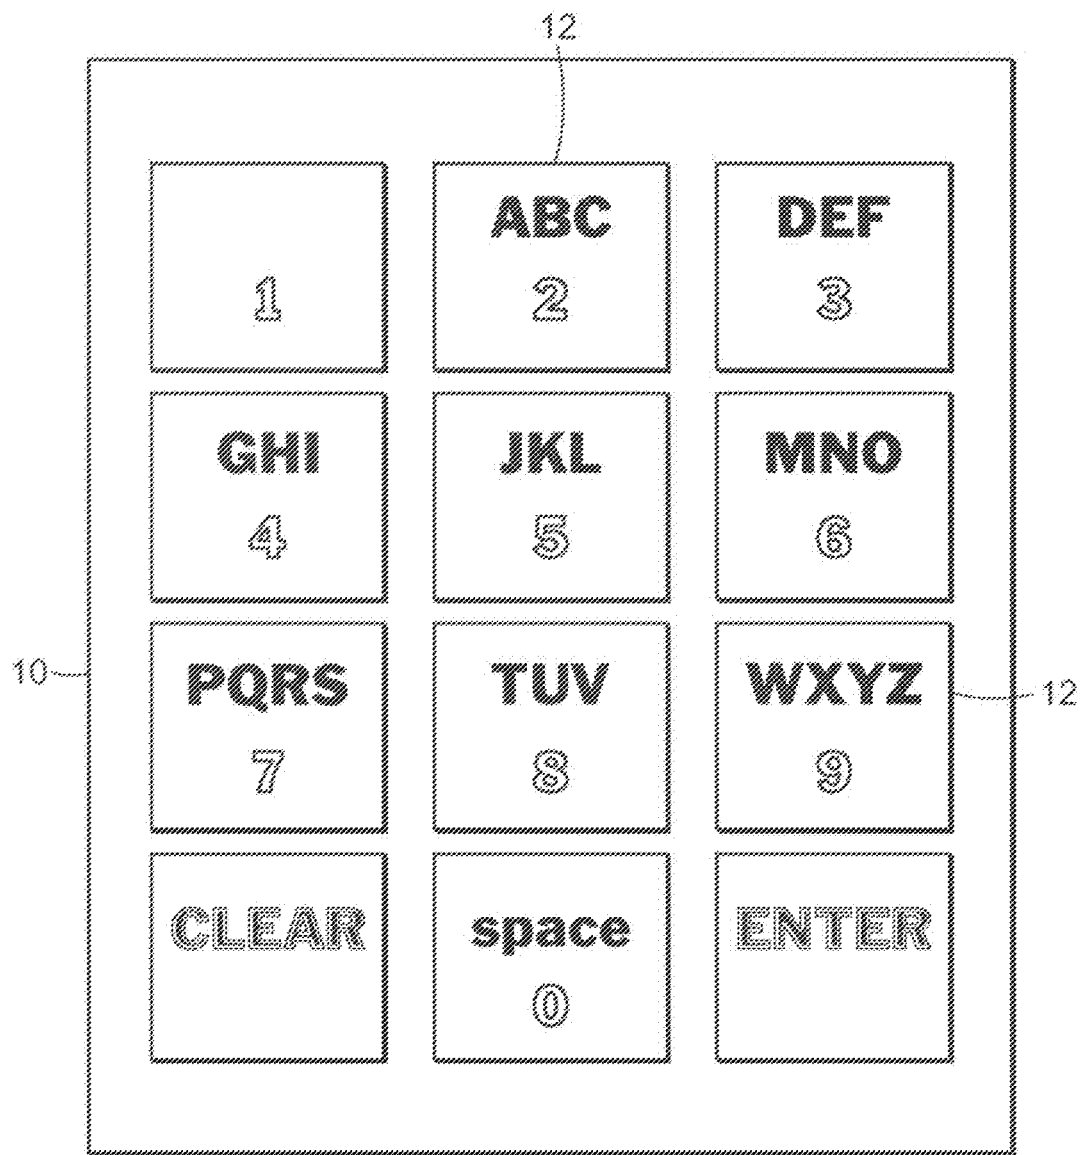 12
ABC DEF
1 2 3
GHI JKL MNO
4 5 6
10
PQRS TUV WXYZ
12
7 8 9
CLEAR space ENTER
0